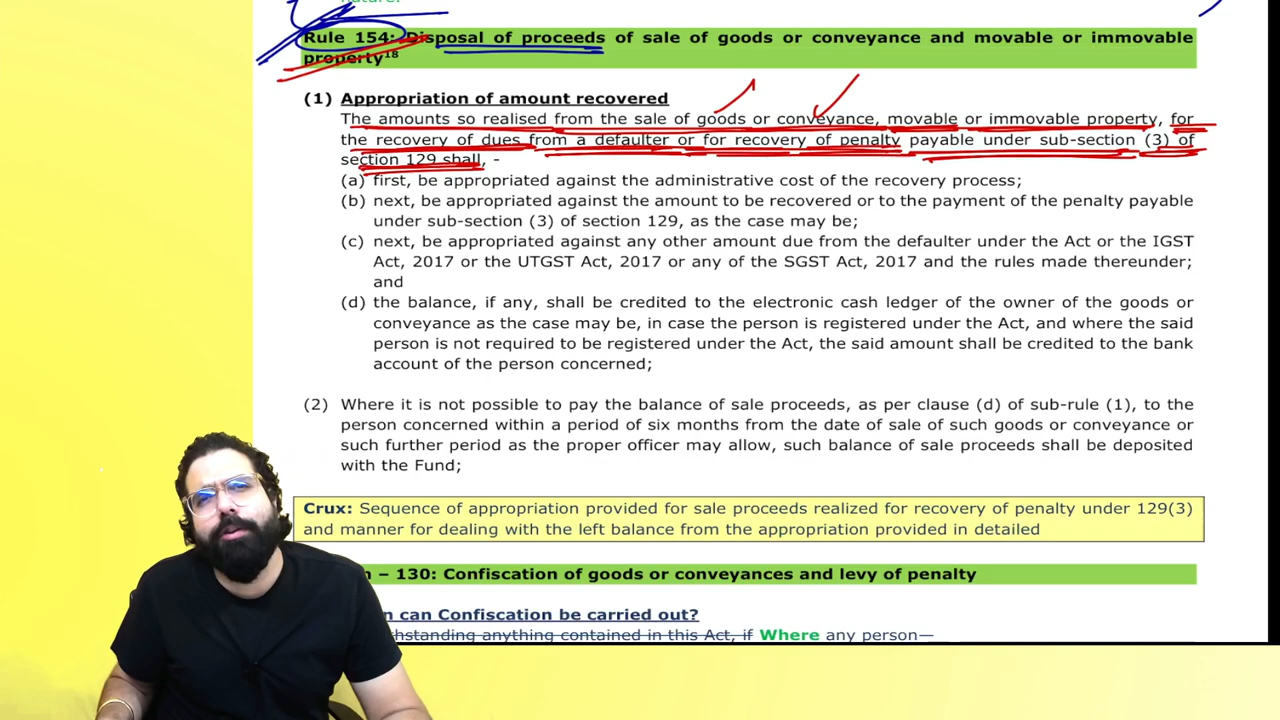 nature.
Rule 154: Disposal of proceeds of sale of goods or conveyance and movable or immovable
property18
(1) Appropriation of amount recovered
The amounts so realised from the sale of goods or conveyance, movable or immovable property, for
the recovery of dues from a defaulter or for recovery of penalty payable under sub-section (3) of
section 129 shall, -
(a) first, be appropriated against the administrative cost of the recovery process;
(b) next, be appropriated against the amount to be recovered or to the payment of the penalty payable
under sub-section (3) of section 129, as the case may be;
(c) next, be appropriated against any other amount due from the defaulter under the Act or the IGST
Act, 2017 or the UTGST Act, 2017 or any of the SGST Act, 2017 and the rules made thereunder;
and
(d) the balance, if any, shall be credited to the electronic cash ledger of the owner of the goods or
conveyance as the case may be, in case the person is registered under the Act, and where the said
person is not required to be registered under the Act, the said amount shall be credited to the bank
account of the person concerned;
(2) Where it is not possible to pay the balance of sale proceeds, as per clause (d) of sub-rule (1), to the
person concerned within a period of six months from the date of sale of such goods or conveyance or
such further period as the proper officer may allow, such balance of sale proceeds shall be deposited
with the Fund;
Crux: Sequence of appropriation provided for sale proceeds realized for recovery of penalty under 129(3)
and manner for dealing with the left balance from the appropriation provided in detailed
– 130: Confiscation of goods or conveyances and levy of penalty
can Confiscation be carried out?
anything contained in this Act, if Where any person—